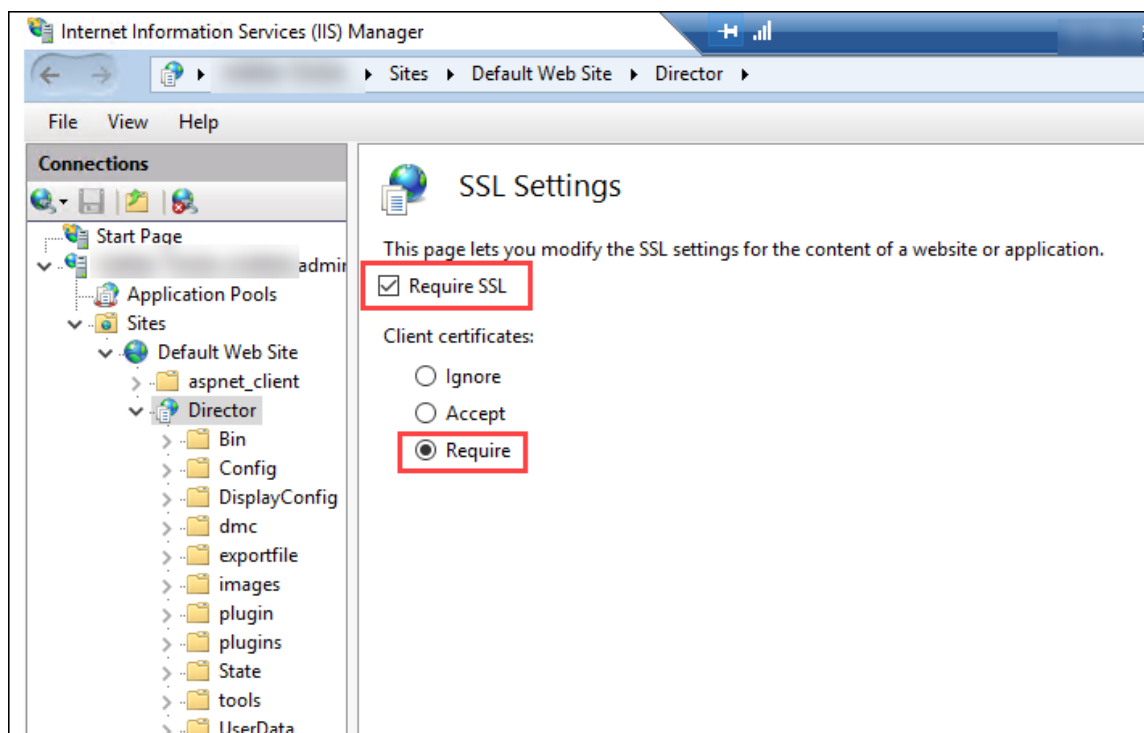 Internet Information Services (IIS) Manager
Sites Default Web Site Director
File View Help
Connections
Start Page
admin
Application Pools
Sites
Default Web Site
aspnet_client
Director
Bin
Config
DisplayConfig
dmc
exportfile
images
plugin
plugins
State
tools
UserData
SSL Settings
This page lets you modify the SSL settings for the content of a website or application.
Require SSL
Client certificates:
Ignore
Accept
Require